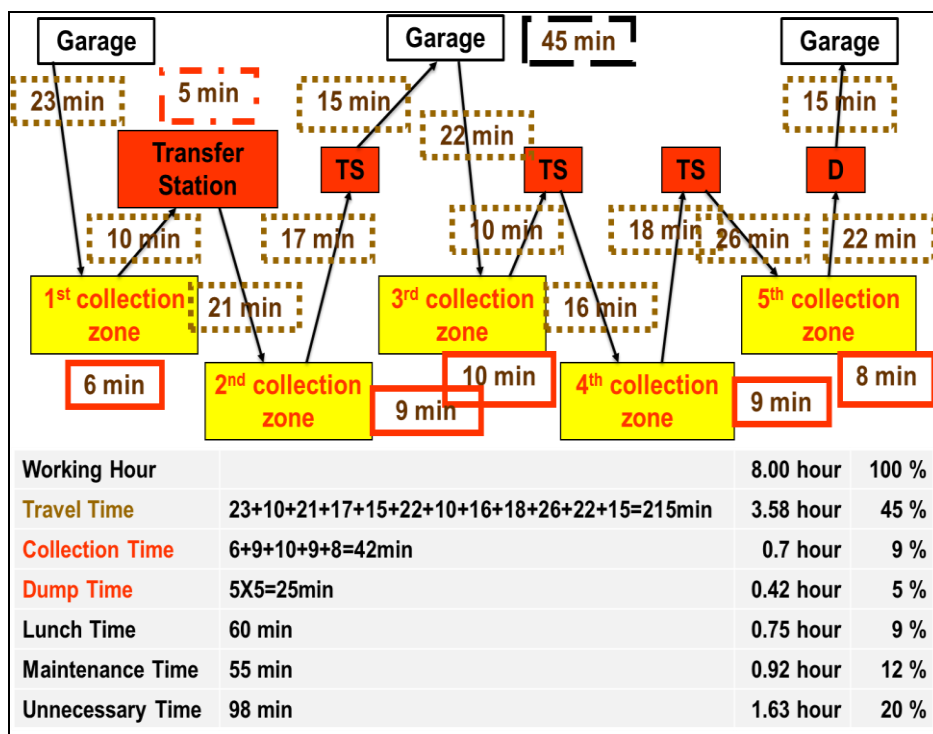 Garage
Garage
45 min
Garage
23 min
5 min
15 min
22 min
15 min
Transfer
Station
TS
TS
TS
D
10 min
17 min
10 min
18 min
26 min
22 min
1st collection
zone
21 min
3rd collection
zone
16 min
5th collection
zone
6 min
2nd collection
zone
9 min
10 min
4th collection
zone
9 min
8 min
Working Hour 8.00 hour 100 %
Travel Time 23+10+21+17+15+22+10+16+18+26+22+15=215min 3.58 hour 45 %
Collection Time 6+9+10+9+8=42min 0.7 hour 9 %
Dump Time 5X5=25min 0.42 hour 5 %
Lunch Time 60 min 0.75 hour 9 %
Maintenance Time 55 min 0.92 hour 12 %
Unnecessary Time 98 min 1.63 hour 20 %